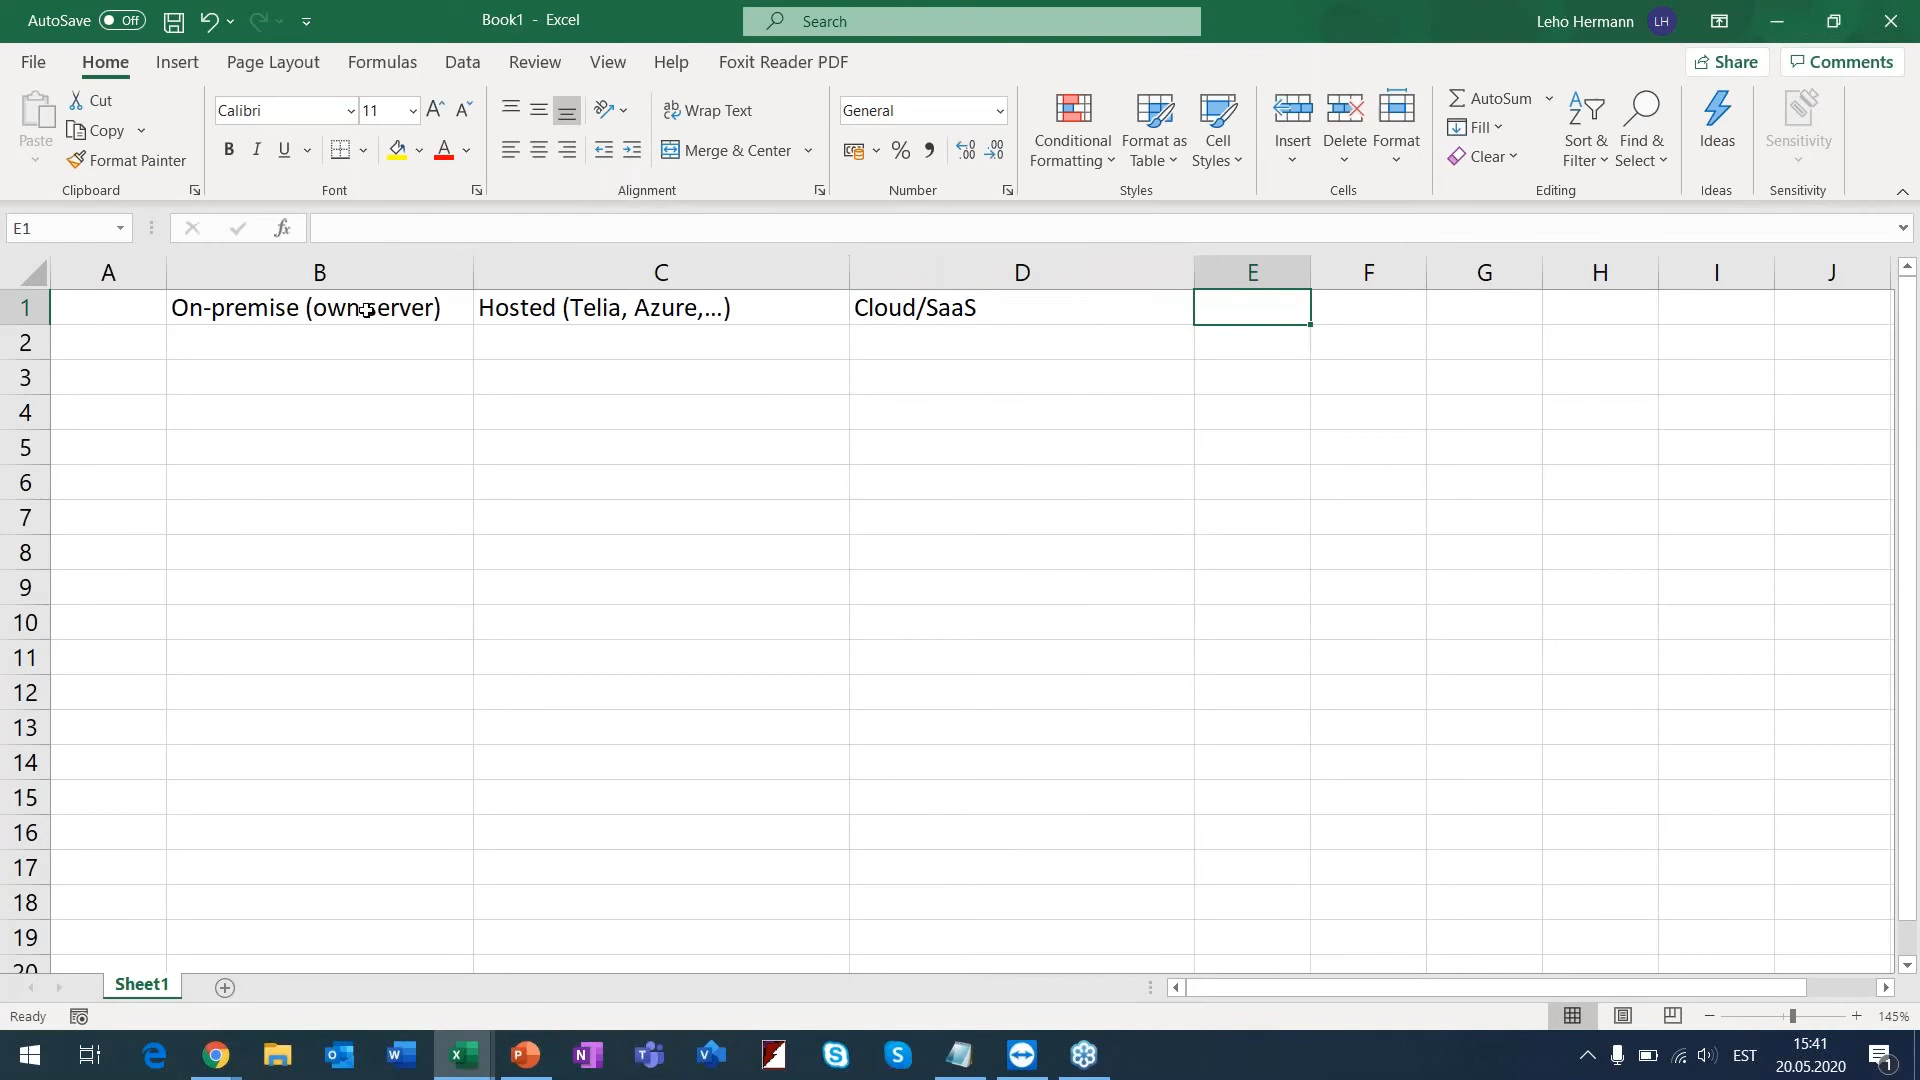 AutoSave Off Book1 - Excel Search Leho Hermann LH
File Home Insert Page Layout Formulas Data Review View Help Foxit Reader PDF Share Comments
Paste
Cut
Copy
Format Painter
Clipboard
Calibri 11
B I U A
Font
Wrap Text
Merge & Center
Alignment
General
Number
Conditional Formatting
Format as Table
Cell Styles
Styles
Insert Delete Format
Cells
AutoSum
Fill
Clear
Sort & Filter
Find & Select
Editing
Ideas
Ideas
Sensitivity
Sensitivity
E1 fx
A B C D E F G H I J
1 On-premise (own server) Hosted (Telia, Azure,...) Cloud/SaaS
2
3
4
5
6
7
8
9
10
11
12
13
14
15
16
17
18
19
20
Sheet1
Ready 145%
EST 15:41
20.05.2020 1